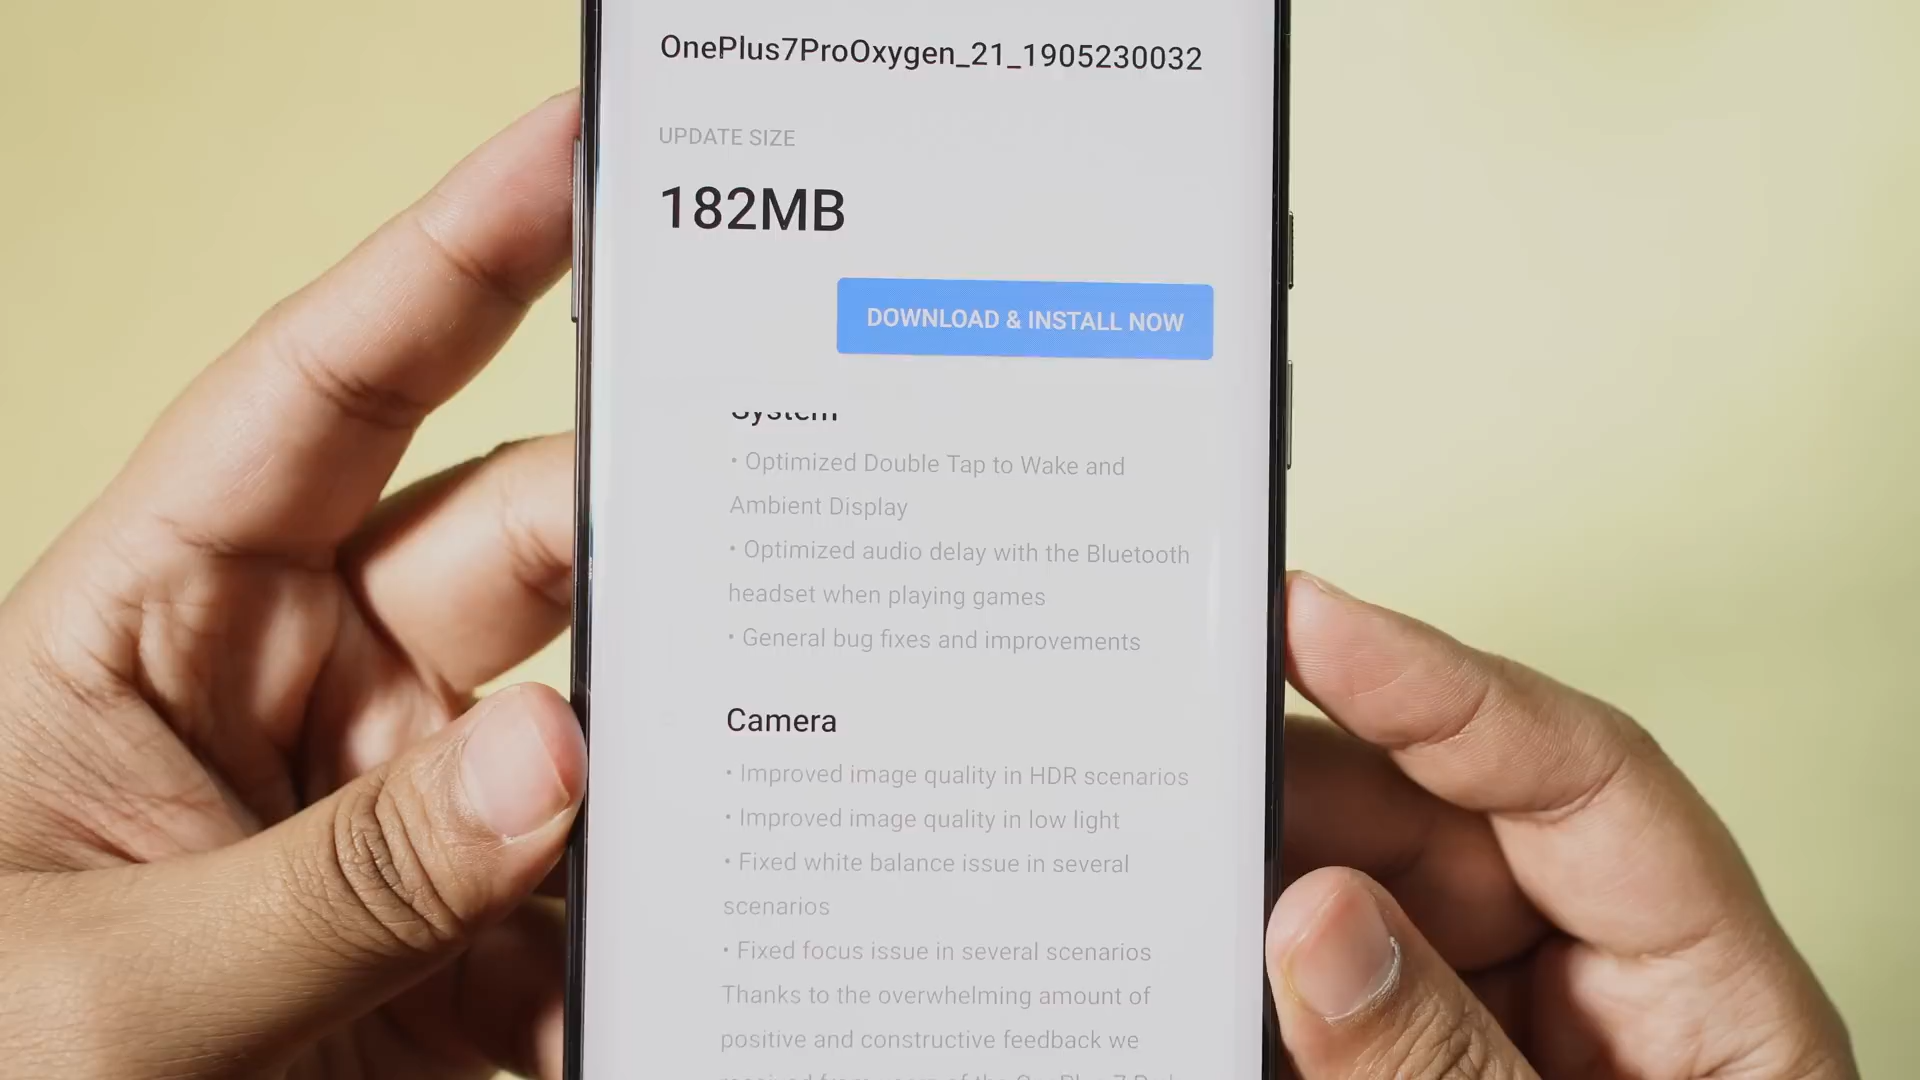 OnePlus7ProOxygen_21_1905230032
UPDATE SIZE
182MB
DOWNLOAD & INSTALL NOW
System
• Optimized Double Tap to Wake and
Ambient Display
• Optimized audio delay with the Bluetooth
headset when playing games
• General bug fixes and improvements
Camera
• Improved image quality in HDR scenarios
• Improved image quality in low light
• Fixed white balance issue in several
scenarios
• Fixed focus issue in several scenarios
Thanks to the overwhelming amount of
positive and constructive feedback we